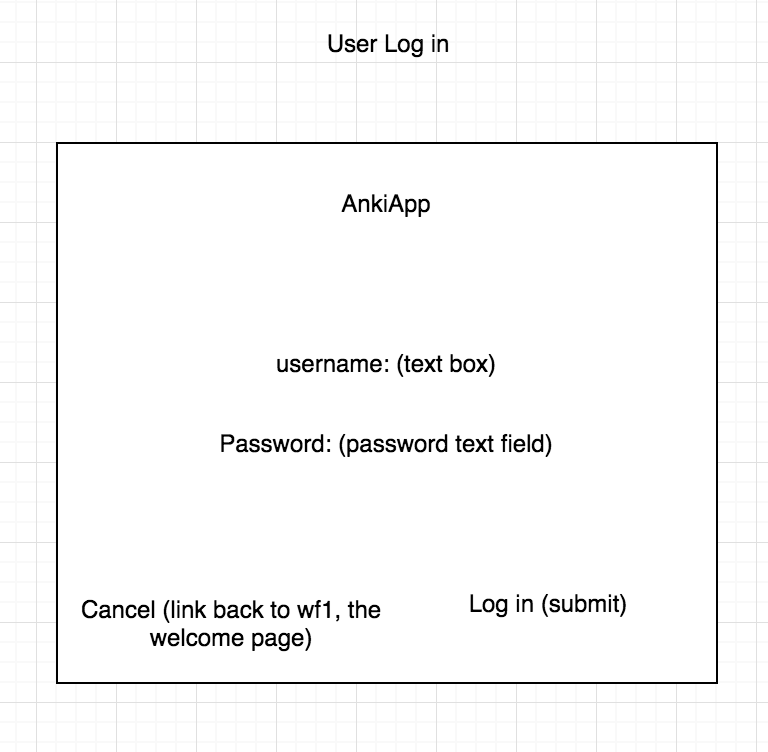 User Log in
AnkiApp
username: (text box)
Password: (password text field)
Cancel (link back to wf1, the
welcome page)
Log in (submit)